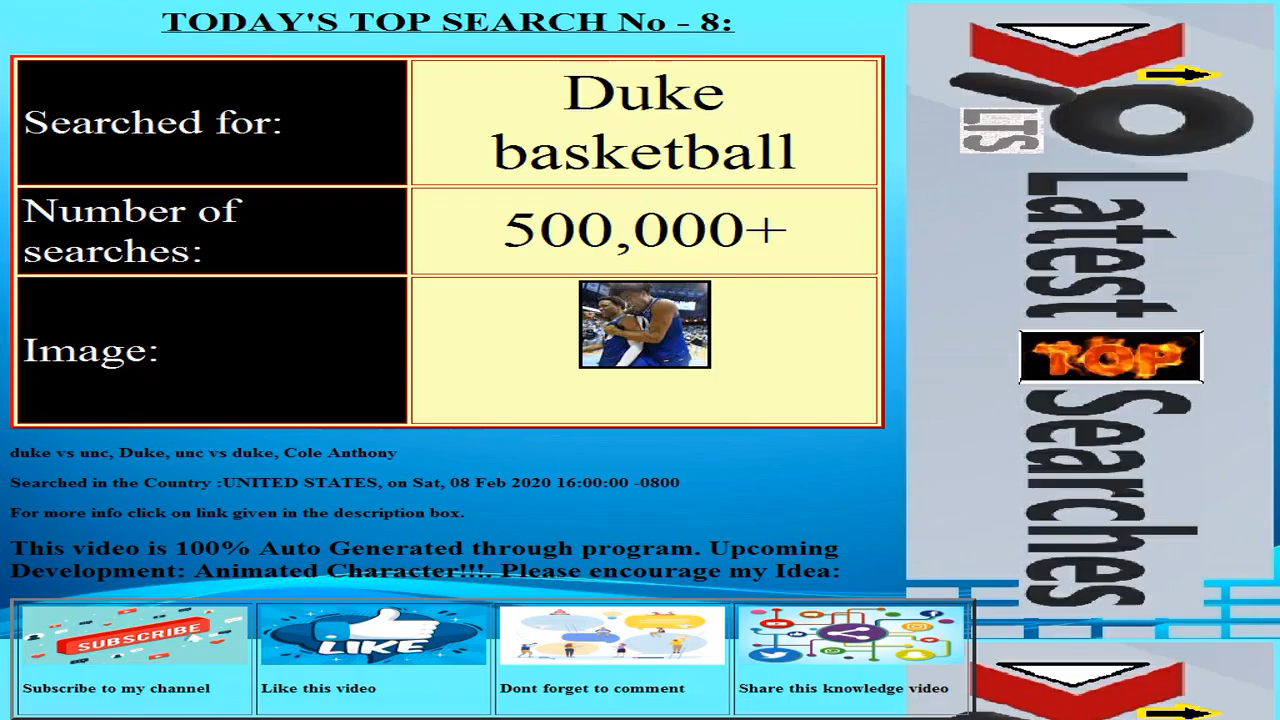 TODAY'S TOP SEARCH No - 8:
Searched for:
Duke
basketball
Number of
searches:
500,000+
Image:
duke vs unc, Duke, unc vs duke, Cole Anthony
Searched in the Country :UNITED STATES, on Sat, 08 Feb 2020 16:00:00 -0800
For more info click on link given in the description box.
This video is 100% Auto Generated through program. Upcoming
Development: Animated Character!!!. Please encourage my Idea:
SUBSCRIBE
LIKE
Subscribe to my channel
Like this video
Dont forget to comment
Share this knowledge video
LTS
Latest
TOP
Searches